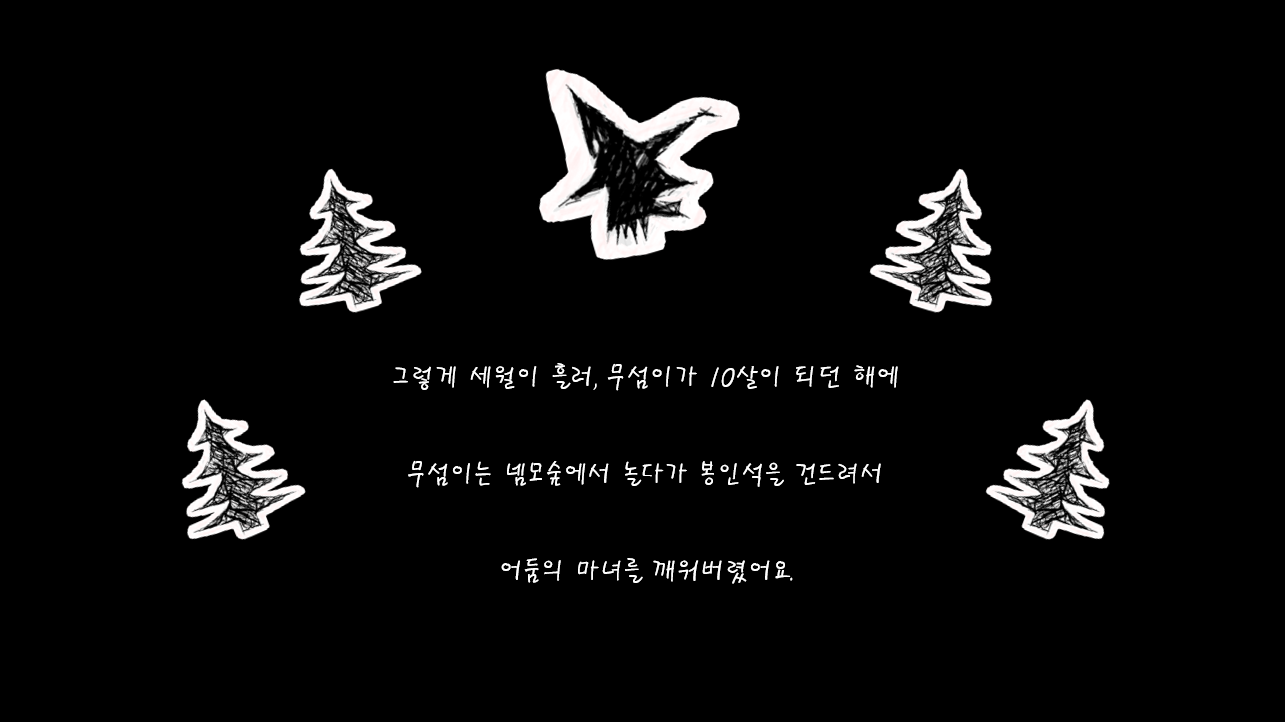 그렇게 세월이 흘러, 무섬이가 10살이 되던 해에
무섬이는 넴모숲에서 놀다가 봉인석을 건드려서
어둠의 마녀를 깨워버렸어요.